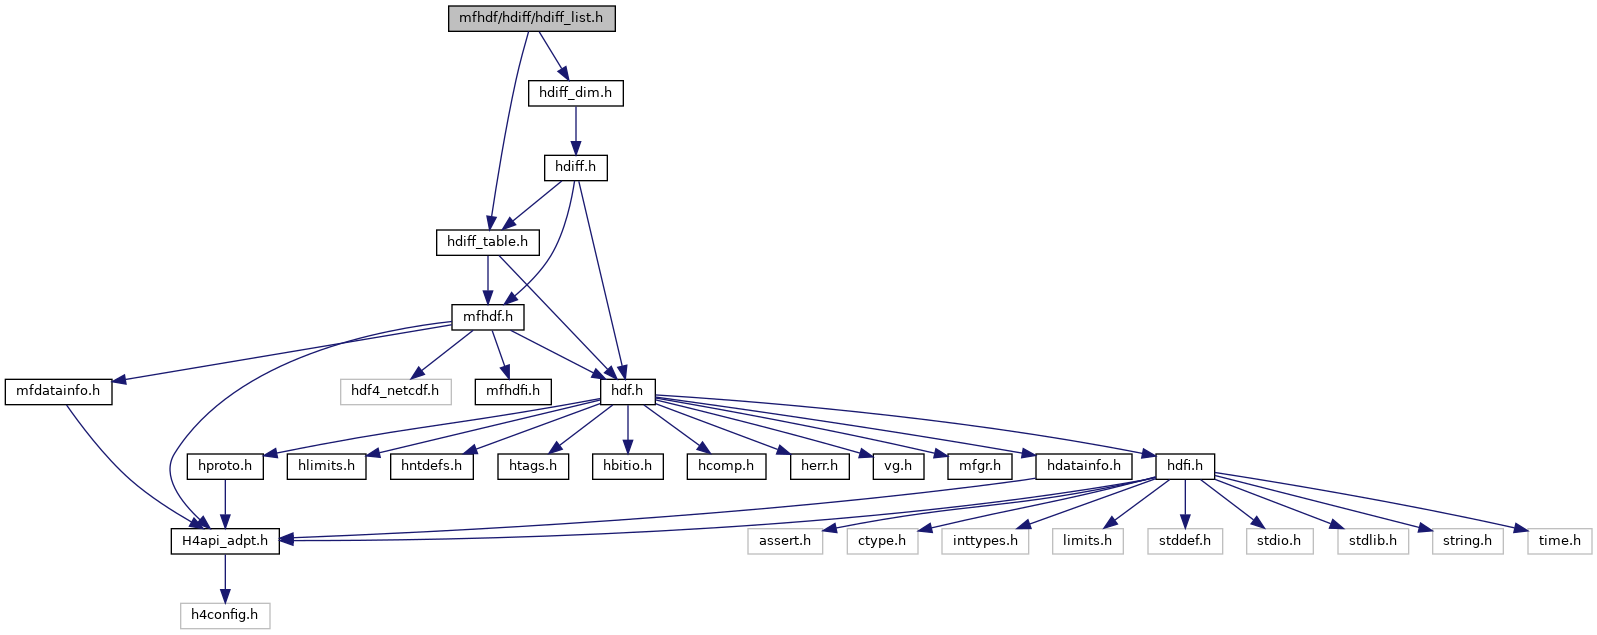 mfhdf/hdiff/hdiff_list.h
hdiff_dim.h
hdiff.h
hdiff_table.h
mfhdf.h
mfdatainfo.h
hdf4_netcdf.h
mfhdfi.h
hdf.h
hproto.h
hlimits.h
hntdefs.h
htags.h
hbitio.h
hcomp.h
herr.h
vg.h
mfgr.h
hdatainfo.h
hdfi.h
H4api_adpt.h
assert.h
ctype.h
inttypes.h
limits.h
stddef.h
stdio.h
stdlib.h
string.h
time.h
h4config.h